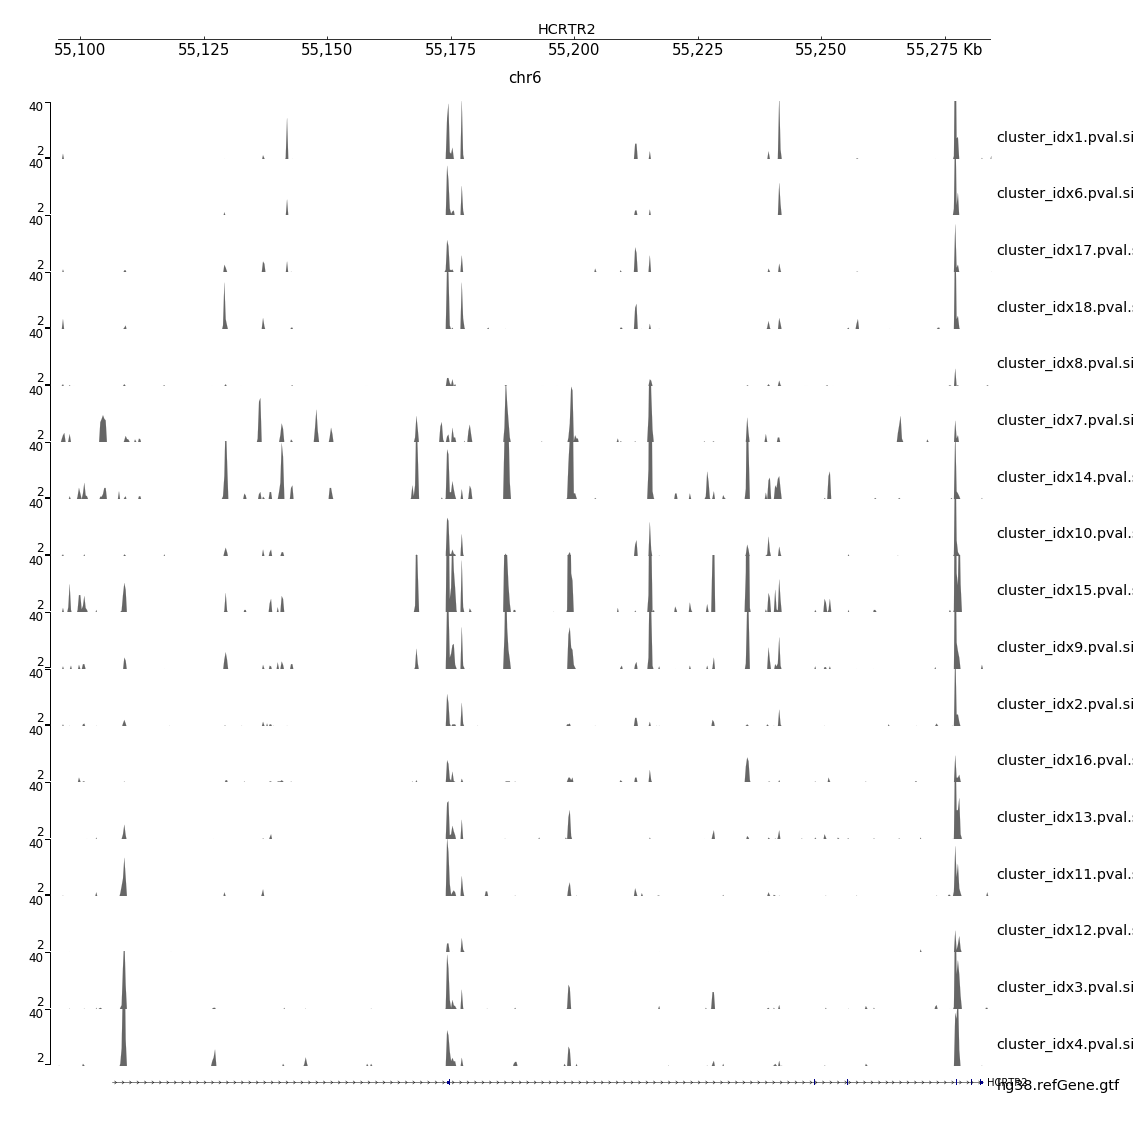 HCRTR2
55,100 55,125 55,150 55,175 55,200 55,225 55,250 55,275 Kb
chr6
40
2 cluster_idx1.pval.si
40
2 cluster_idx6.pval.si
40
2 cluster_idx17.pval.s
40
2 cluster_idx18.pval.s
40
2 cluster_idx8.pval.si
40
2 cluster_idx7.pval.si
40
2 cluster_idx14.pval.s
40
2 cluster_idx10.pval.s
40
2 cluster_idx15.pval.s
40
2 cluster_idx9.pval.si
40
2 cluster_idx2.pval.si
40
2 cluster_idx16.pval.s
40
2 cluster_idx13.pval.s
40
2 cluster_idx11.pval.s
40
2 cluster_idx12.pval.s
40
2 cluster_idx3.pval.si
40
2 cluster_idx4.pval.si
HCRTR2
hg38.refGene.gtf